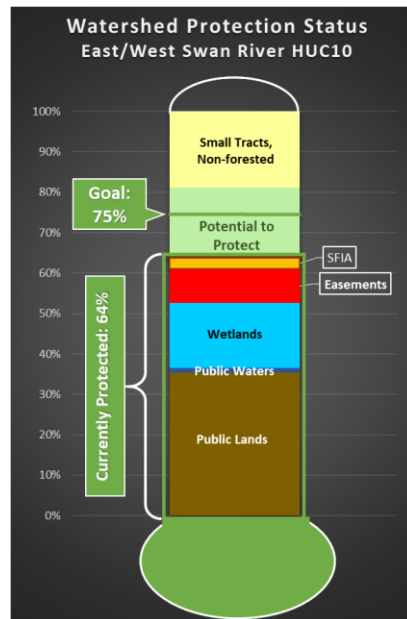 Watershed Protection Status
East/West Swan River HUC10
100%
90%
80%
70%
60%
50%
40%
30%
20%
10%
0%
Goal:
75%
Currently Protected: 64%
Small Tracts,
Non-forested
Potential to
Protect
SFIA
Easements
Wetlands
Public Waters
Public Lands